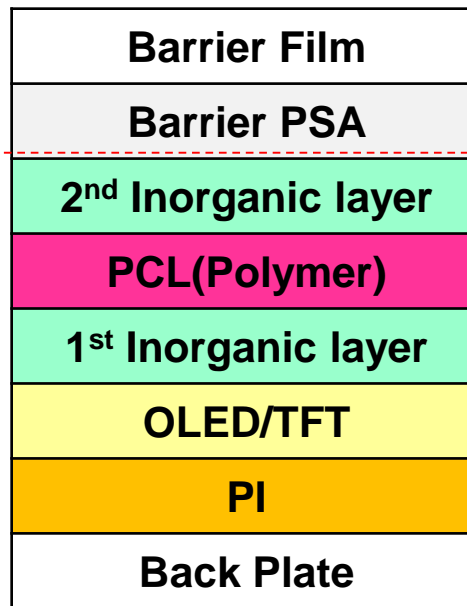 Barrier Film
Barrier PSA
2nd Inorganic layer
PCL(Polymer)
1st Inorganic layer
OLED/TFT
PI
Back Plate